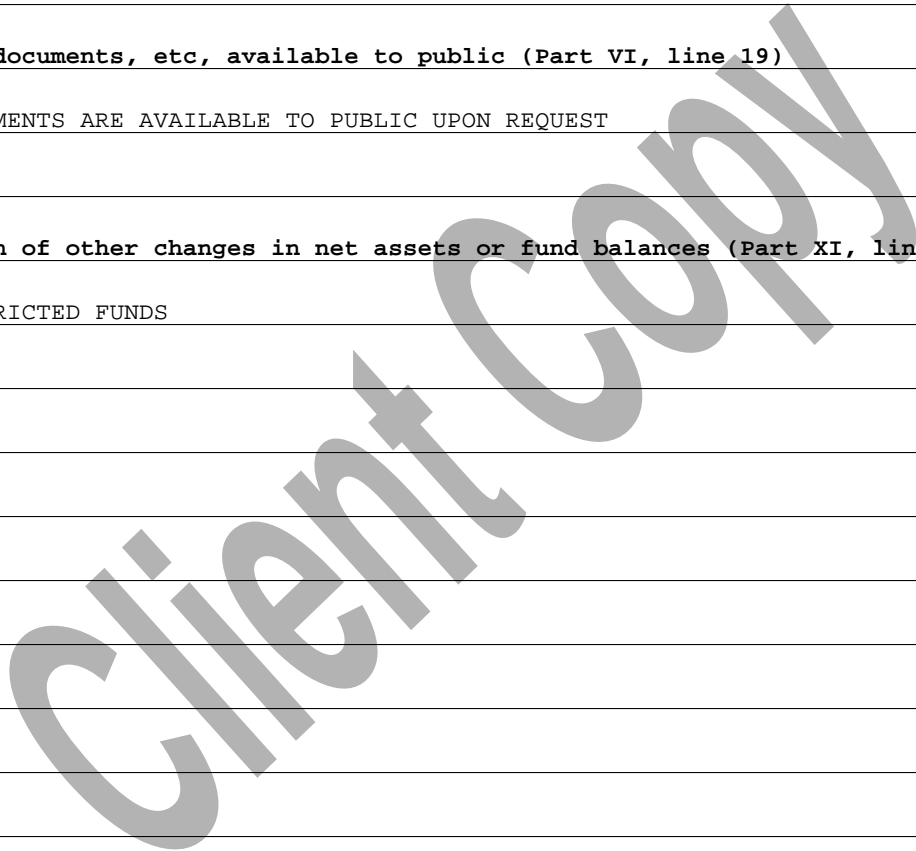 documents, etc, available to public (Part VI, line 19)
MENTS ARE AVAILABLE TO PUBLIC UPON REQUEST
of other changes in net assets or fund balances (Part XI, lin
RICTED FUNDS
Client Copy